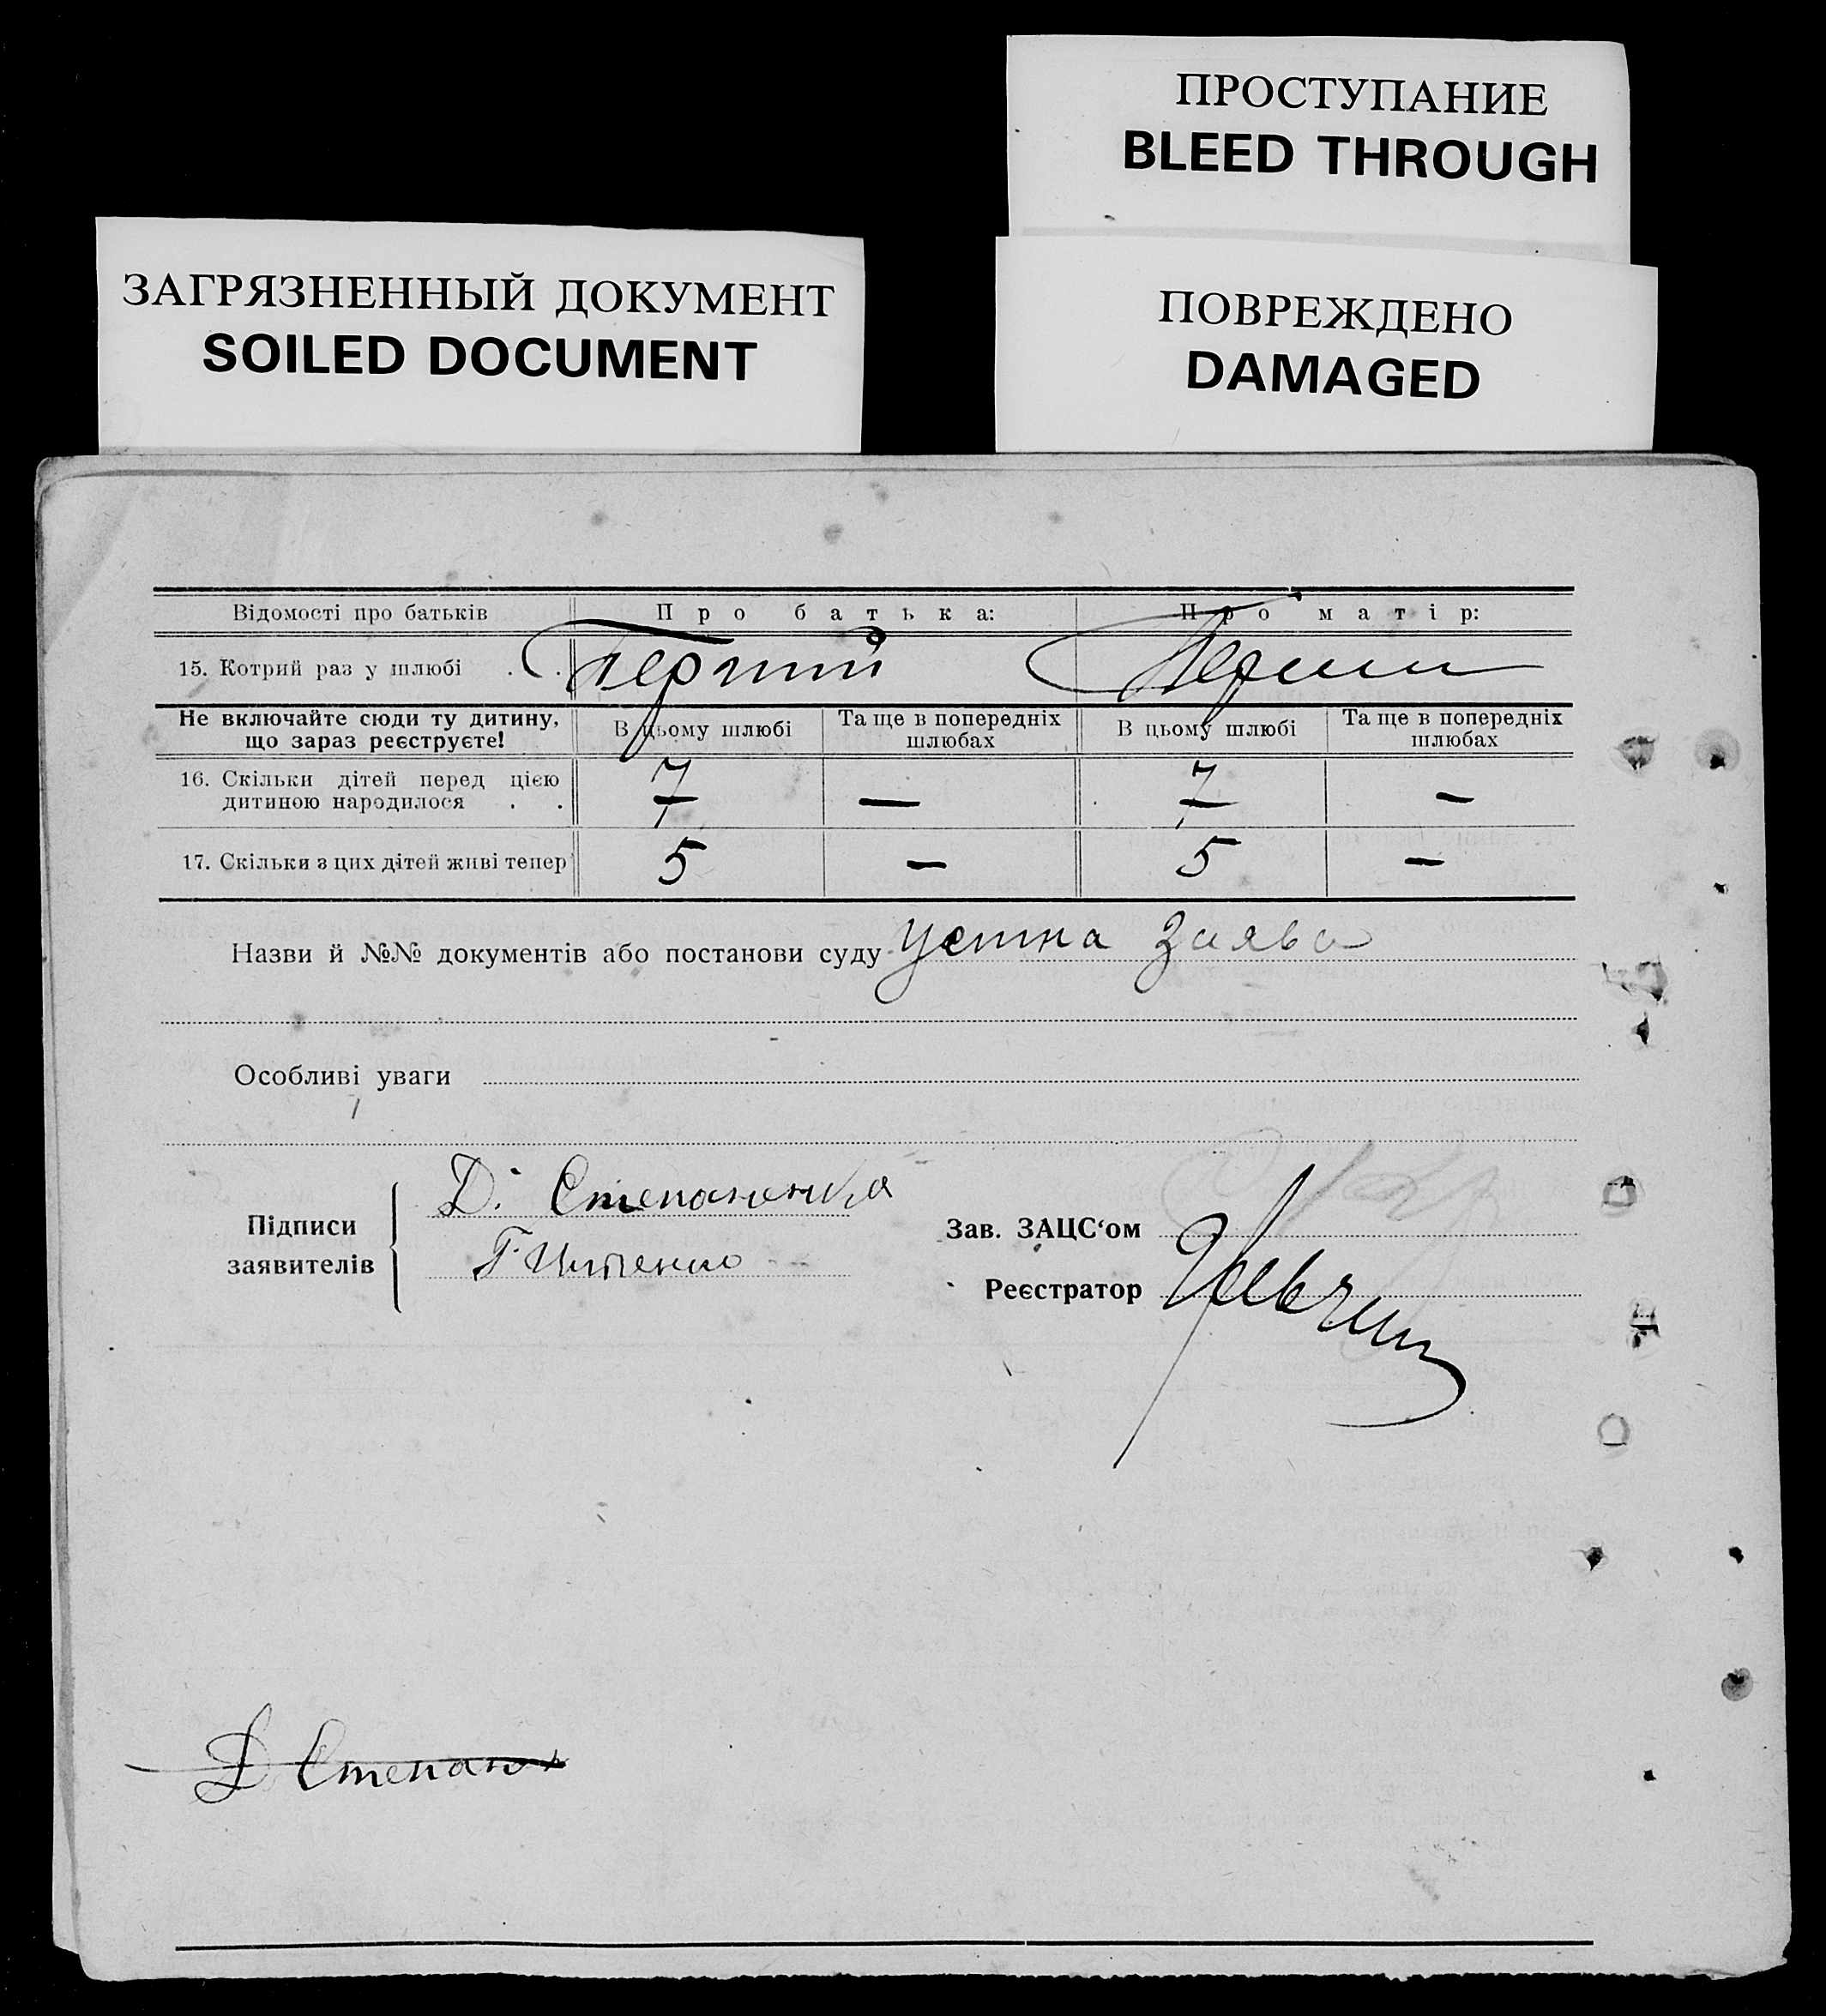 ПРОСТУПАНИЕ
BLEED THROUGH
ЗАГРЯЗНЕННЫЙ ДОКУМЕНТ
SOILED DOCUMENT
ПОВРЕЖДЕНО
DAMAGED
Відомості про батьків Про батька: Про матір:
15. Котрий раз у шлюбі . . Перший Перший
Не включайте сюди ту дитину, що зараз реєструєте! В цьому шлюбі Та ще в попередніх шлюбах В цьому шлюбі Та ще в попередніх шлюбах
16. Скільки дітей перед цією дитиною народилося . . 7 — 7 —
17. Скільки з цих дітей живі тепер 5 — 5 —
Назви й №№ документів або постанови суду Устна заява
Особливі уваги
Підписи заявителів
Д. Степаненка
Г.
Зав. ЗАЦС‘ом
Реєстратор
Д Степан